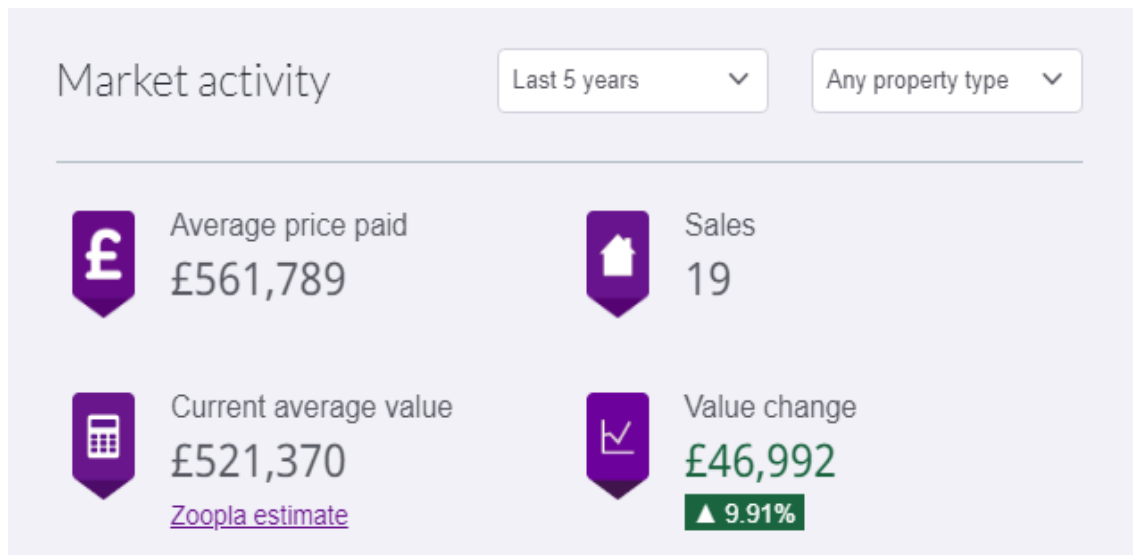 Market activity
Last 5 years
Any property type
£
Average price paid
£561,789
Sales
19
Current average value
£521,370
Zoopla estimate
Value change
£46,992
▲ 9.91%